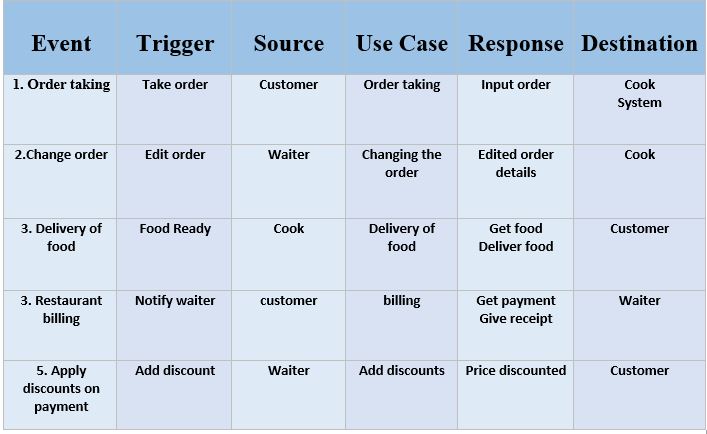 Event Trigger Source Use Case Response Destination
1. Order taking Take order Customer Order taking Input order Cook
System
2.Change order Edit order Waiter Changing the Edited order Cook
order details
3. Delivery of Food Ready Cook Delivery of Get food Customer
food food Deliver food
3. Restaurant Notify waiter customer billing Get payment Waiter
billing Give receipt
5. Apply Add discount Waiter Add discounts Price discounted Customer
discounts on
payment